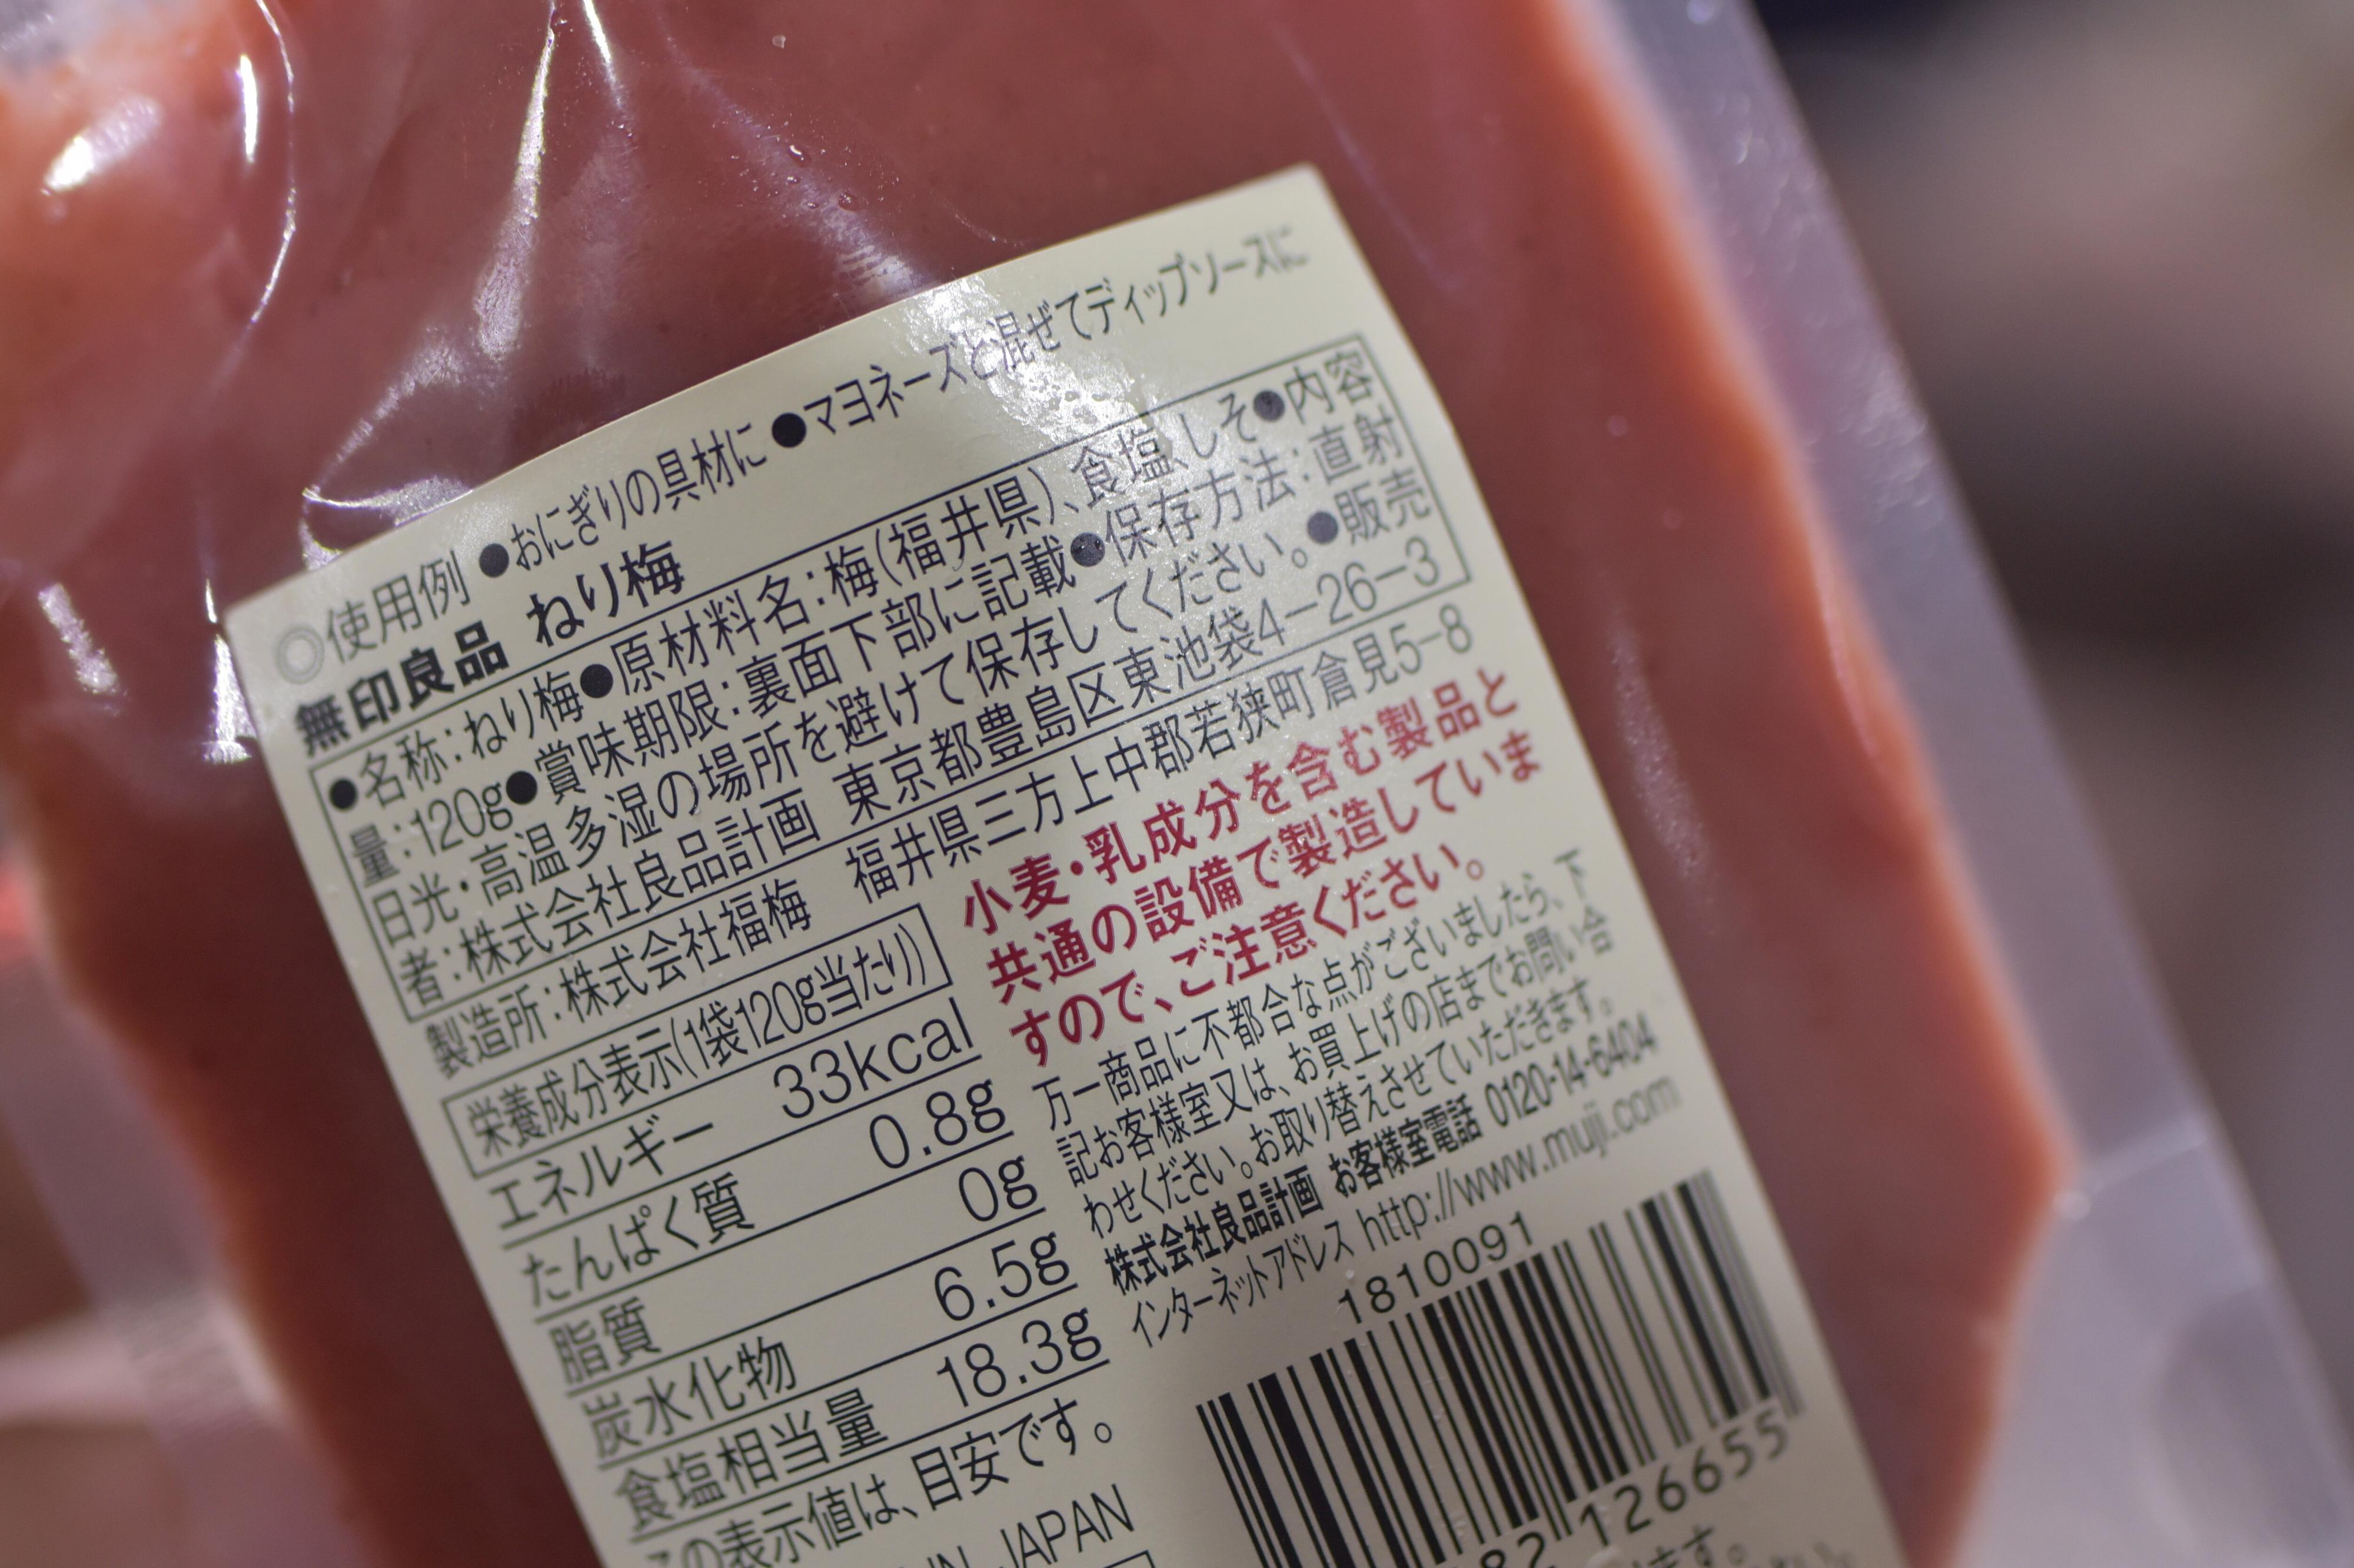 ◎使用例 ●おにぎりの具材に ●マヨネーズと混ぜてディップソースに
無印良品 ねり梅
●名称：ねり梅●原材料名：梅（福井県）、食塩、しそ●内容
量：120g●賞味期限：裏面下部に記載●保存方法：直射
日光・高温多湿の場所を避けて保存してください。●販売
者：株式会社良品計画 東京都豊島区東池袋4－26－3
製造所：株式会社福梅 福井県三方上中郡若狭町倉見5－8
栄養成分表示（1袋120g当たり）
エネルギー 33kcal
たんぱく質 0.8g
脂質 0g
炭水化物 6.5g
食塩相当量 18.3g
この表示値は、目安です。
IN JAPAN
小麦・乳成分を含む製品と
共通の設備で製造していま
すので、ご注意ください。
万一商品に不都合な点がございましたら、下
記お客様室又は、お買上げの店までお問い合
わせください。お取り替えさせていただきます。
株式会社良品計画 お客様室電話 0120-14-6404
インターネットアドレス http://www.muji.com
1810091
82 126655
ます。